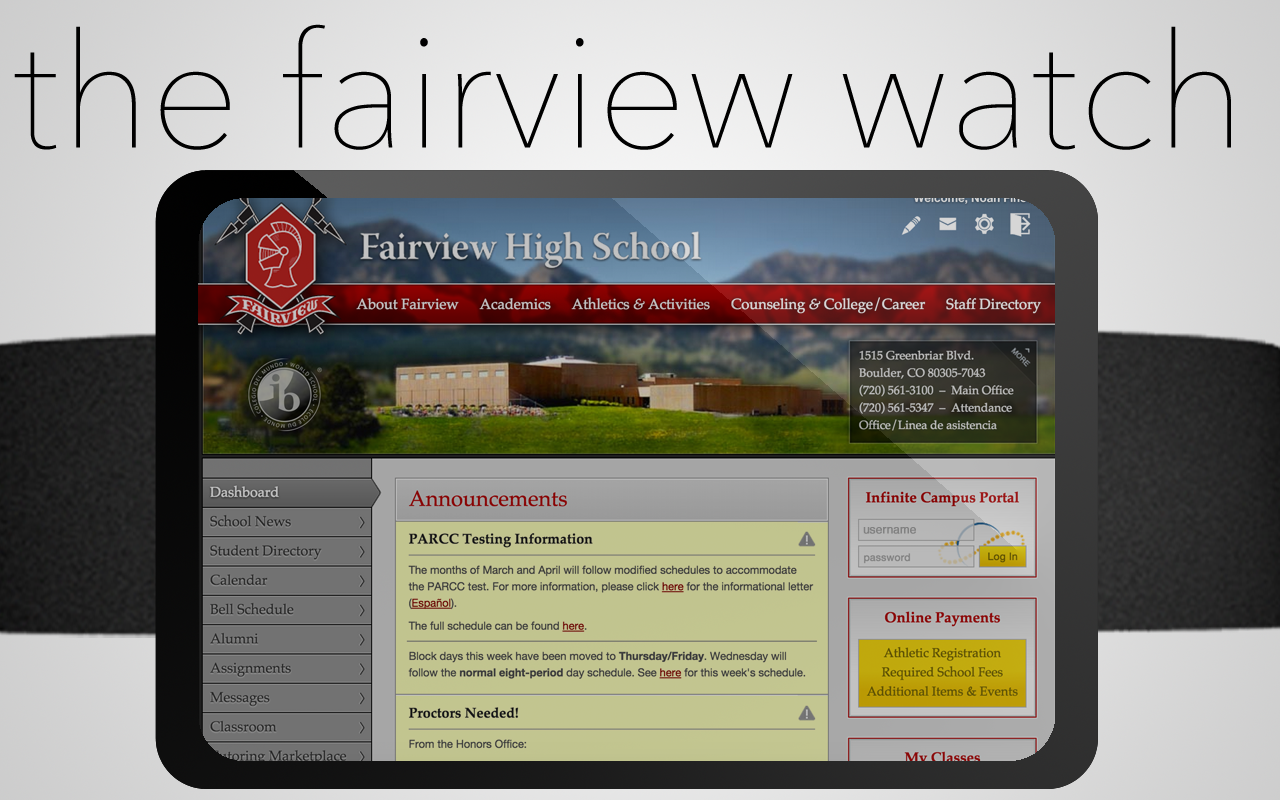 the fairview watch
Welcome, Noah
FAIRVIEW
Fairview High School
About Fairview Academics Athletics & Activities Counseling & College/Career Staff Directory
ib
1515 Greenbriar Blvd.
Boulder, CO 80305-7043
(720) 561-3100 – Main Office
(720) 561-5347 – Attendance
Office/Linea de asistencia
MORE
Dashboard
School News
Student Directory
Calendar
Bell Schedule
Alumni
Assignments
Messages
Classroom
Tutoring Marketplace
Announcements
PARCC Testing Information
The months of March and April will follow modified schedules to accommodate
the PARCC test. For more information, please click here for the informational letter
(Español).
The full schedule can be found here.
Block days this week have been moved to Thursday/Friday. Wednesday will
follow the normal eight-period day schedule. See here for this week's schedule.
Proctors Needed!
From the Honors Office:
Infinite Campus Portal
username
password
Log In
Online Payments
Athletic Registration
Required School Fees
Additional Items & Events
My Classes